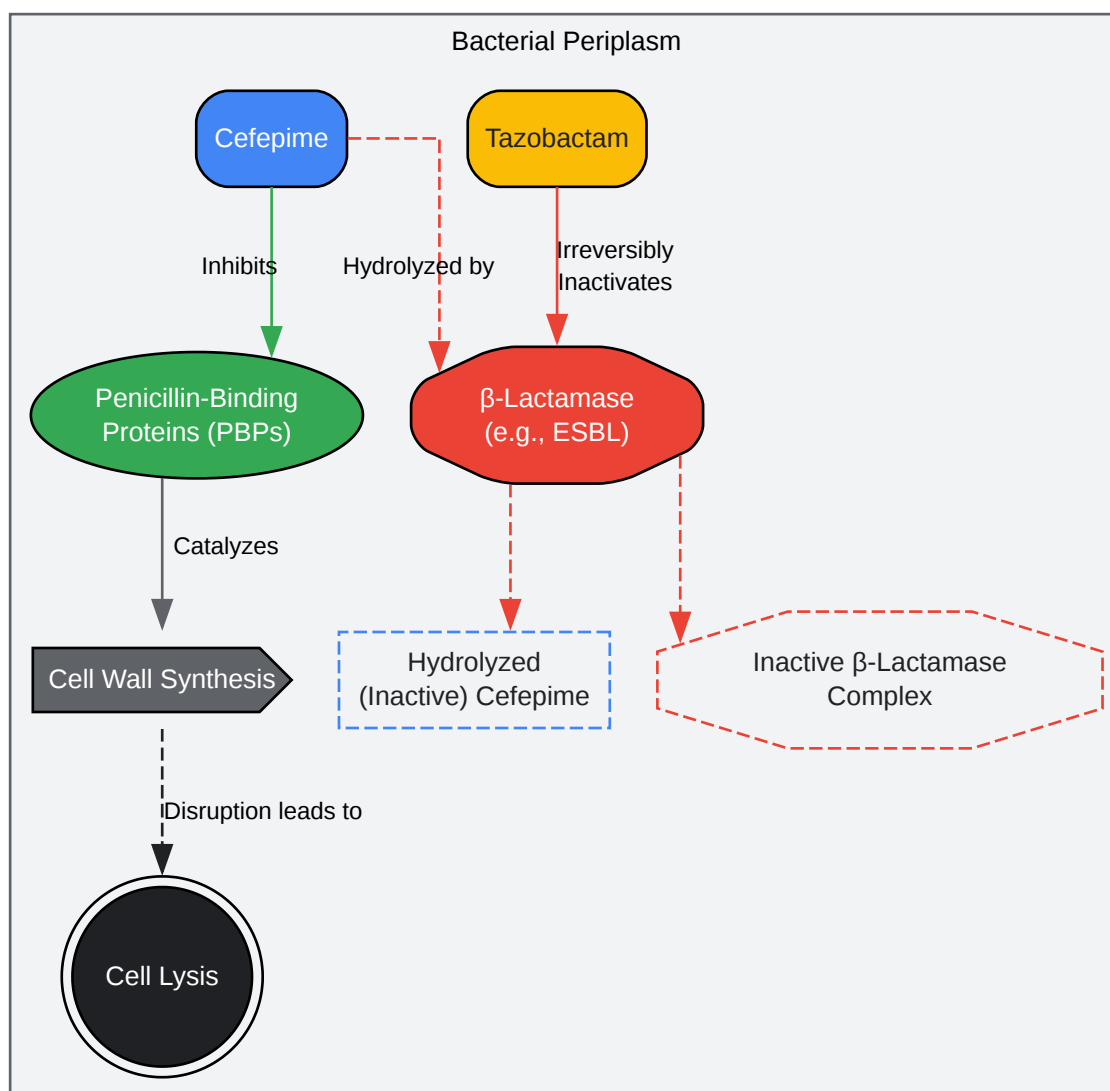 Bacterial Periplasm
Cefepime
Tazobactam
Inhibits
Hydrolyzed by
Irreversibly
Inactivates
Penicillin-Binding
Proteins (PBPs)
β-Lactamase
(e.g., ESBL)
Catalyzes
Cell Wall Synthesis
Hydrolyzed
(Inactive) Cefepime
Inactive β-Lactamase
Complex
Disruption leads to
Cell Lysis